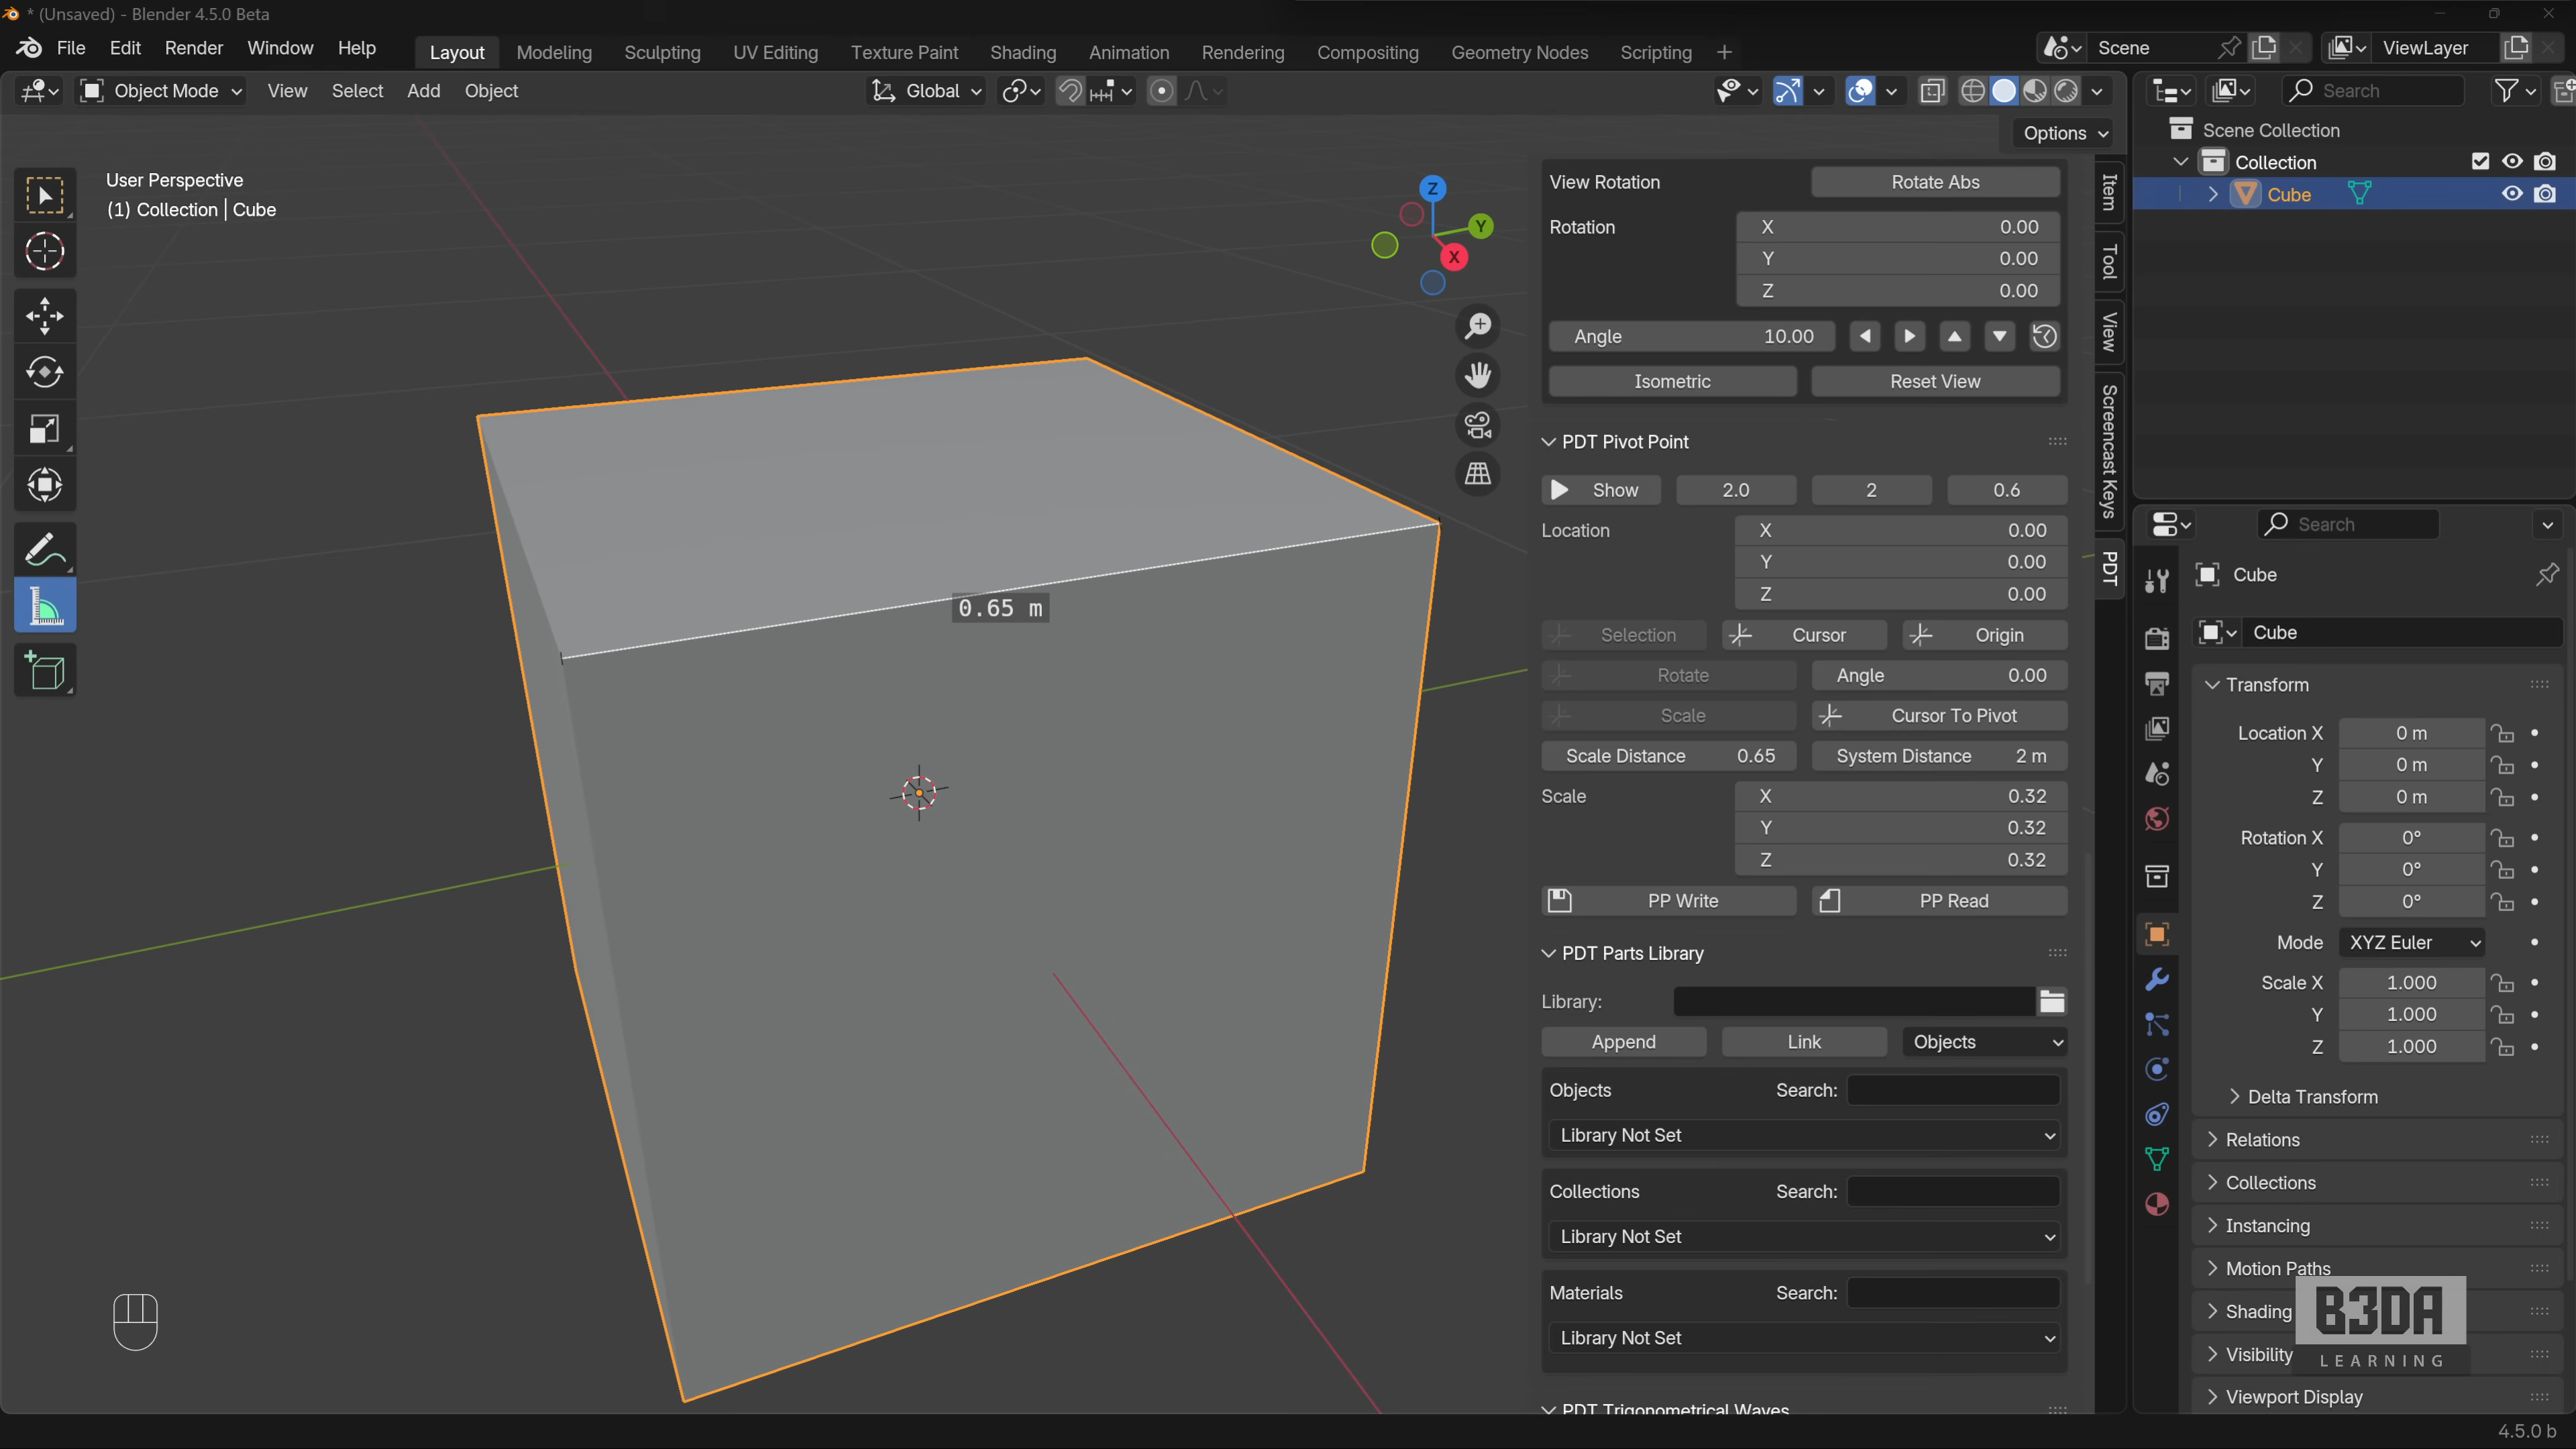 * (Unsaved) - Blender 4.5.0 Beta
File Edit Render Window Help
Layout Modeling Sculpting UV Editing Texture Paint Shading Animation Rendering Compositing Geometry Nodes Scripting +
Scene
ViewLayer
Object Mode View Select Add Object
Global
Search
Options
User Perspective
(1) Collection | Cube
Z
Y
X
0.65 m
View Rotation Rotate Abs
Rotation X 0.00
Y 0.00
Z 0.00
Angle 10.00
Isometric Reset View
PDT Pivot Point
Show 2.0 2 0.6
Location X 0.00
Y 0.00
Z 0.00
Selection Cursor Origin
Rotate Angle 0.00
Scale Cursor To Pivot
Scale Distance 0.65 System Distance 2 m
Scale X 0.32
Y 0.32
Z 0.32
PP Write PP Read
PDT Parts Library
Library:
Append Link Objects
Objects Search:
Library Not Set
Collections Search:
Library Not Set
Materials Search:
Library Not Set
PDT Trigonometrical Waves
Item
Tool
View
Screencast Keys
PDT
Scene Collection
Collection
Cube
Search
Cube
Cube
Transform
Location X 0 m
Y 0 m
Z 0 m
Rotation X 0°
Y 0°
Z 0°
Mode XYZ Euler
Scale X 1.000
Y 1.000
Z 1.000
Delta Transform
Relations
Collections
Instancing
Motion Paths
Shading
Visibility
Viewport Display
B3DA
LEARNING
4.5.0 b